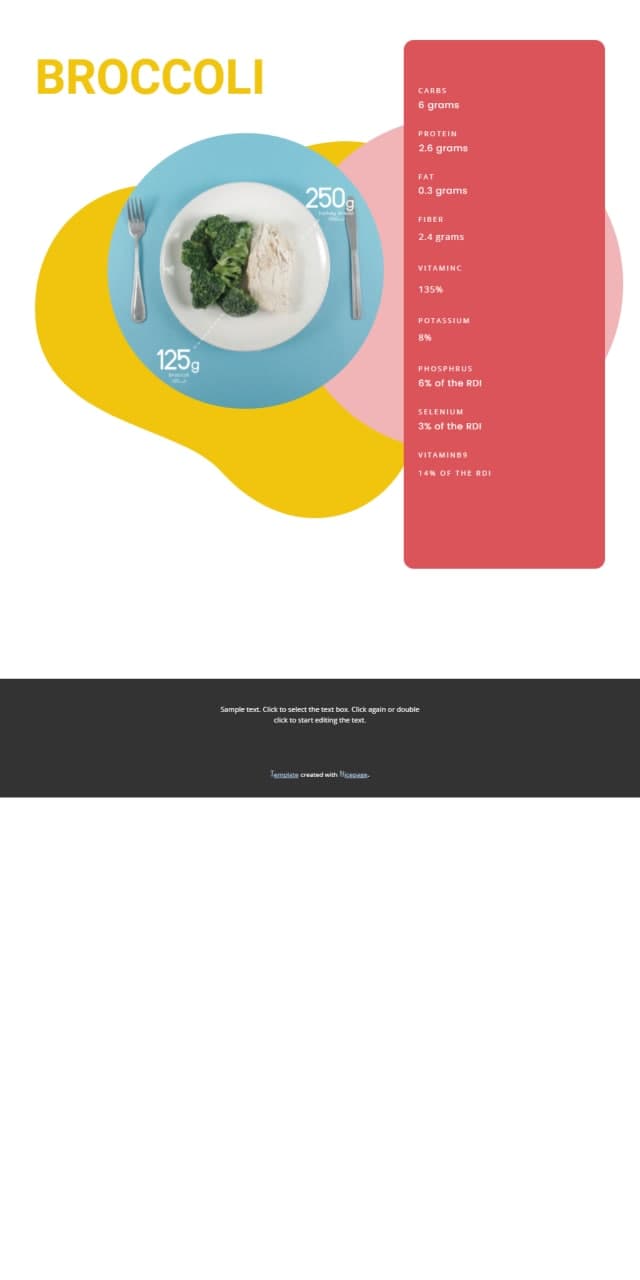 BROCCOLI
250g
125g
CARBS
6 grams
PROTEIN
2.6 grams
FAT
0.3 grams
FIBER
2.4 grams
VITAMINC
135%
POTASSIUM
8%
PHOSPHRUS
6% of the RDI
SELENIUM
3% of the RDI
VITAMINB9
14% OF THE RDI
Sample text. Click to select the text box. Click again or double
click to start editing the text.
Template created with Nicepage.